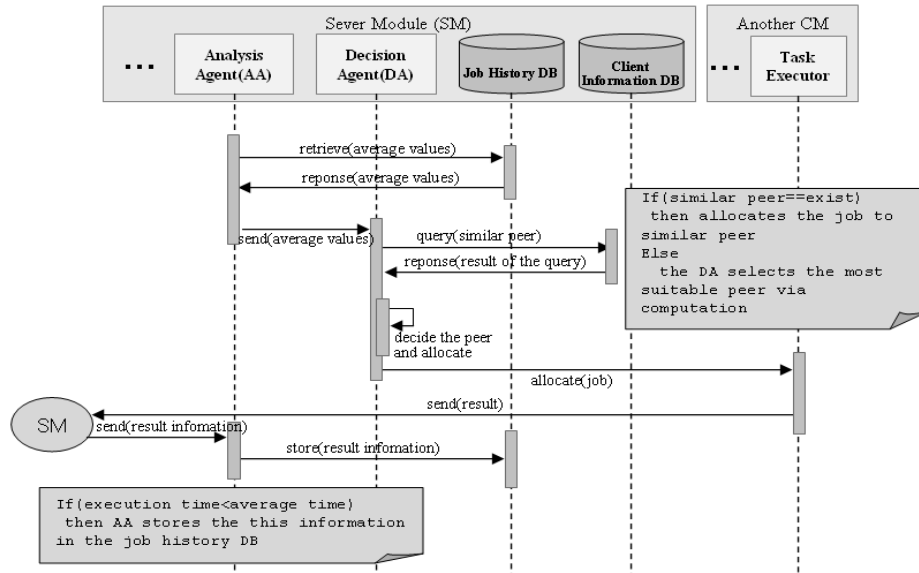 Sever Module (SM)
Another CM
...
Analysis
Agent(AA)
Decision
Agent(DA)
Job History DB
Client
Information DB
...
Task
Executor
retrieve(average values)
reponse(average values)
send(average values)
query(similar peer)
reponse(result of the query)
If(similar peer==exist)
then allocates the job to
similar peer
Else
the DA selects the most
suitable peer via
computation
decide the peer
and allocate
allocate(job)
send(result)
SM
send(result infomation)
store(result infomation)
If(execution time<average time)
then AA stores the this information
in the job history DB